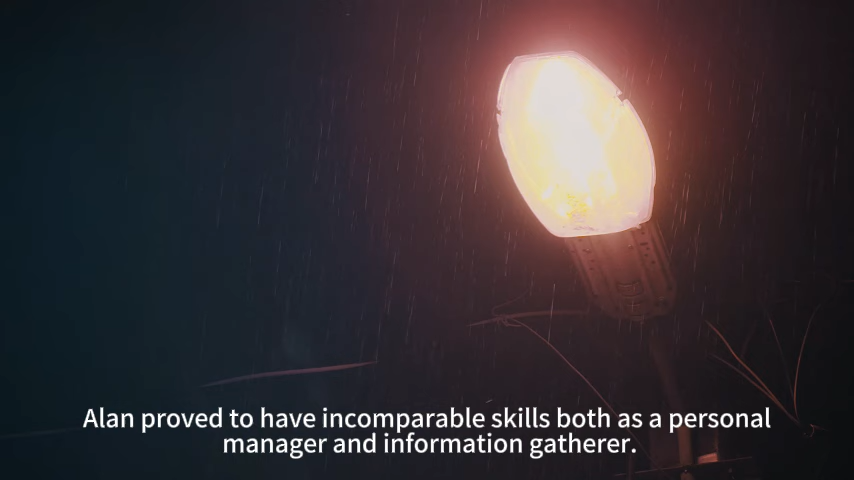 Alan proved to have incomparable skills both as a personal
manager and information gatherer.